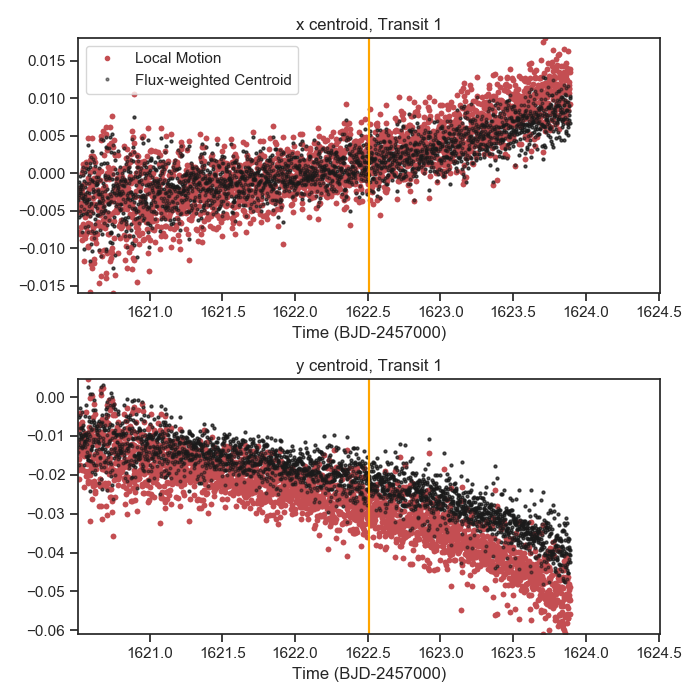 x centroid, Transit 1
Local Motion
Flux-weighted Centroid
0.015
0.010
0.005
0.000
−0.005
−0.010
−0.015
1621.0 1621.5 1622.0 1622.5 1623.0 1623.5 1624.0 1624.5
Time (BJD-2457000)
y centroid, Transit 1
0.00
−0.01
−0.02
−0.03
−0.04
−0.05
−0.06
1621.0 1621.5 1622.0 1622.5 1623.0 1623.5 1624.0 1624.5
Time (BJD-2457000)